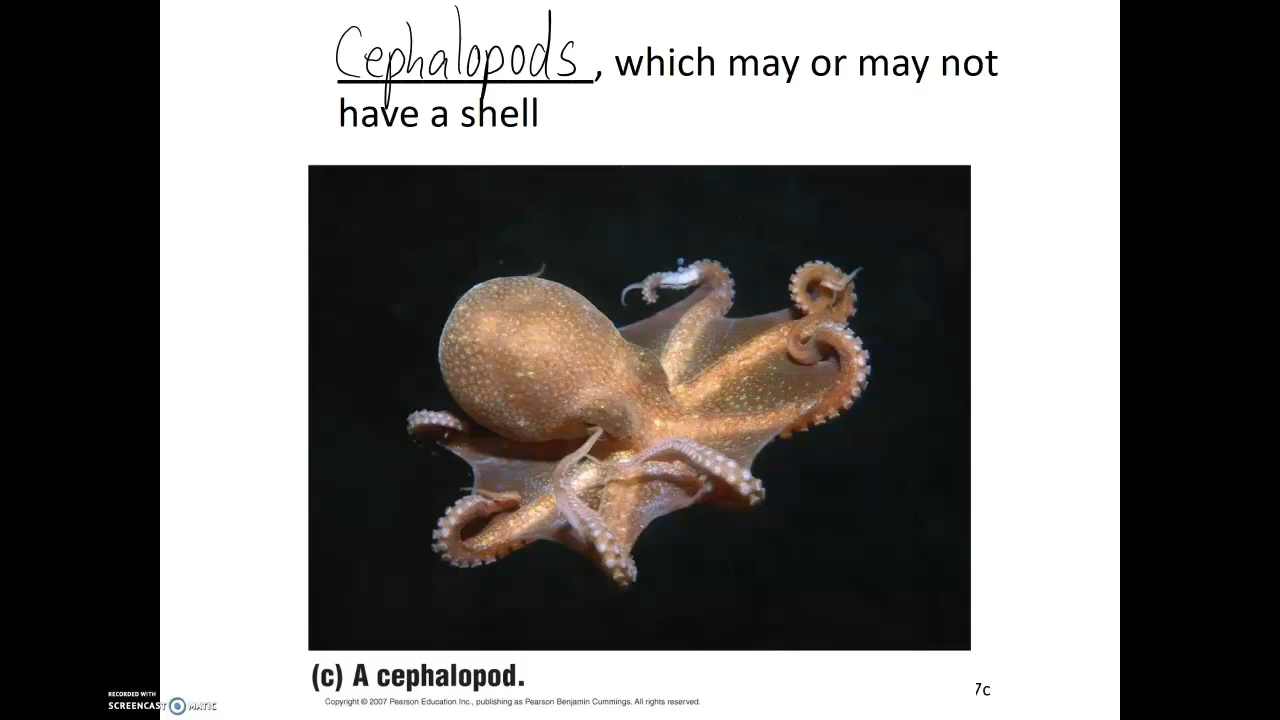 Cephalopods, which may or may not
have a shell
(c) A cephalopod.
Copyright © 2007 Pearson Education Inc., publishing as Pearson Benjamin Cummings. All rights reserved.
7c
RECORDED WITH
SCREENCAST MATIC